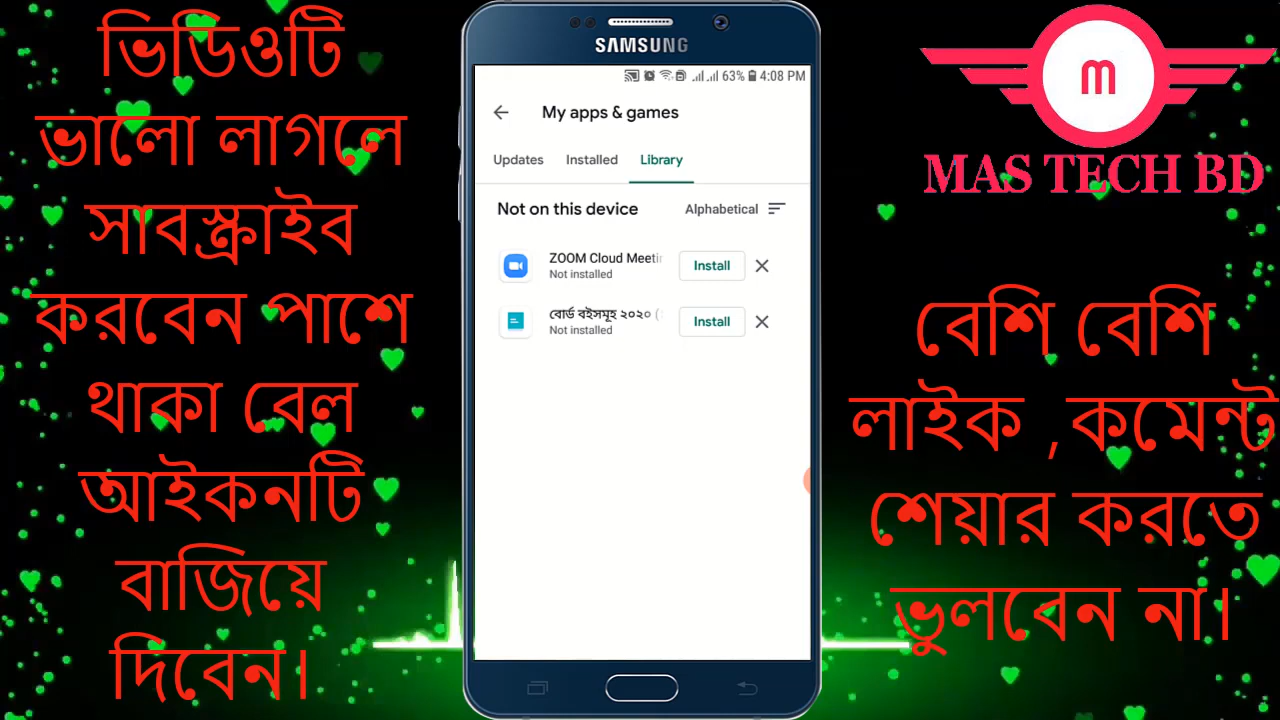 ভিডিওটি
ভালো লাগলে
সাবস্ক্রাইব
করবেন পাশে
থাকা বেল
আইকনটি
বাজিয়ে
দিবেন।
SAMSUNG
63% 4:08 PM
My apps & games
Updates Installed Library
Not on this device Alphabetical
ZOOM Cloud Meetin
Not installed
Install
বোর্ড বইসমূহ ২০২০ (
Not installed
Install
m
MAS TECH BD
বেশি বেশি
লাইক ,কমেন্ট
শেয়ার করতে
ভুলবেন না।